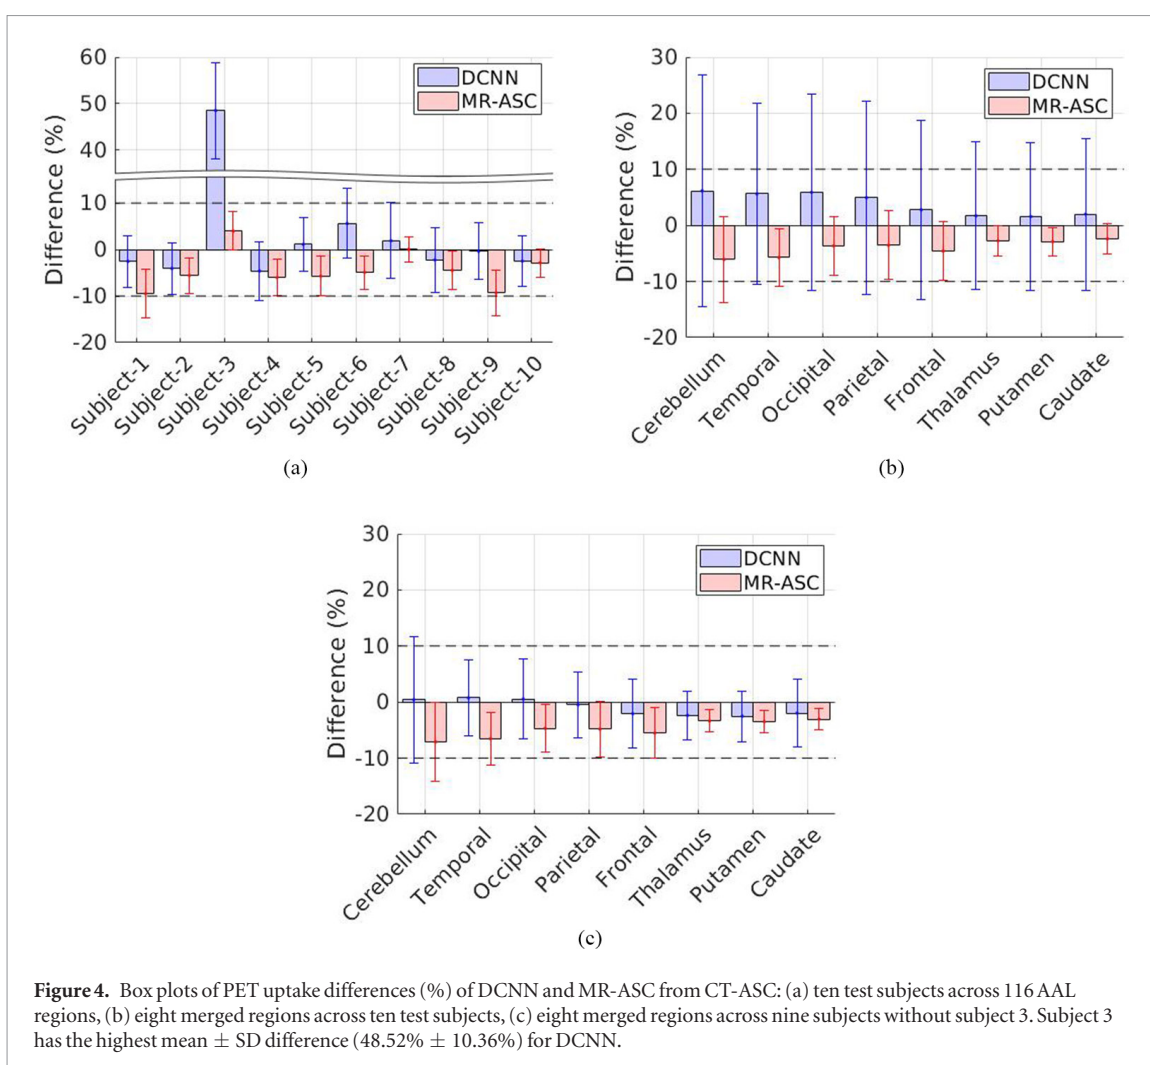 60
50
40
10
0
-10
-20
Difference (%)
DCNN
MR-ASC
Subject-1
Subject-2
Subject-3
Subject-4
Subject-5
Subject-6
Subject-7
Subject-8
Subject-9
Subject-10
(a)
30
20
10
0
-10
-20
Difference (%)
DCNN
MR-ASC
Cerebellum
Temporal
Occipital
Parietal
Frontal
Thalamus
Putamen
Caudate
(b)
30
20
10
0
-10
-20
Difference (%)
DCNN
MR-ASC
Cerebellum
Temporal
Occipital
Parietal
Frontal
Thalamus
Putamen
Caudate
(c)
Figure 4. Box plots of PET uptake differences (%) of DCNN and MR-ASC from CT-ASC: (a) ten test subjects across 116 AAL
regions, (b) eight merged regions across ten test subjects, (c) eight merged regions across nine subjects without subject 3. Subject 3
has the highest mean ± SD difference (48.52% ± 10.36%) for DCNN.